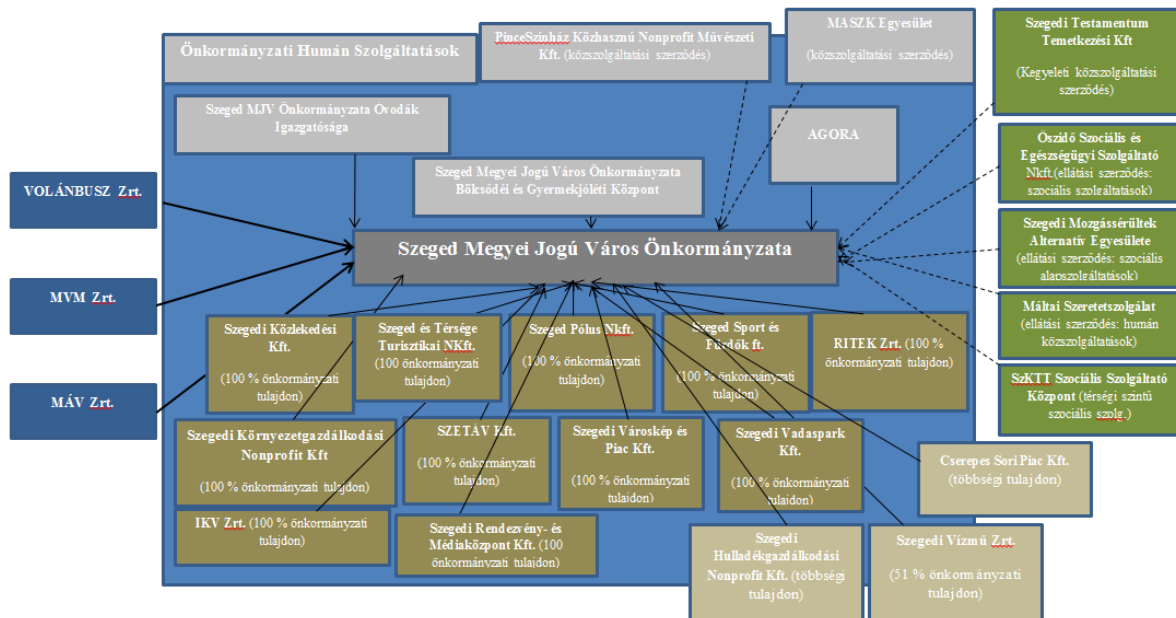 Önkormányzati Humán Szolgáltatások
PinceSzínház Közhasznú Nonprofit Művészeti
Kft. (közszolgáltatási szerződés)
MASZK Egyesület
(közszolgáltatási szerződés)
Szegedi Testamentum
Temetkezési Kft
(Kegyeleti közszolgáltatási
szerződés)
Szeged MJV Önkormányzata Óvodák
Igazgatósága
AGORA
Szeged Megyei Jogú Város Önkormányzata
Bölcsődéi és Gyermekjóléti Központ
Őszidő Szociális és
Egészségügyi Szolgáltató
Nkft.(ellátási szerződés:
szociális szolgáltatások)
VOLÁNBUSZ Zrt.
Szeged Megyei Jogú Város Önkormányzata
Szegedi Mozgássérültek
Alternatív Egyesülete
(ellátási szerződés: szociális
alapszolgáltatások)
MVM Zrt.
Máltai Szeretetszolgálat
(ellátási szerződés: humán
közszolgáltatások)
MÁV Zrt.
SzKTT Szociális Szolgáltató
Központ (térségi szintű
szociális szolg.)
Szegedi Közlekedési
Kft.
(100 % önkormányzati
tulajdon)
Szeged és Térsége
Turisztikai NKft.
(100 önkormányzati
tulajdon)
Szeged Pólus Nkft.
(100 % önkormányzati
tulajdon)
Szeged Sport és
Fürdők ft.
(100 % önkormányzati
tulajdon)
RITEK Zrt. (100 %
önkormányzati tulajdon)
Szegedi Környezetgazdálkodási
Nonprofit Kft
(100 % önkormányzati tulajdon)
SZETÁV Kft.
(100 % önkormányzati
tulajdon)
Szegedi Városkép és
Piac Kft.
(100 % önkormányzati
tulajdon)
Szegedi Vadaspark
Kft.
(100 % önkormányzati
tulajdon)
Cserepes Sori Piac Kft.
(többségi tulajdon)
IKV Zrt. (100 % önkormányzati
tulajdon)
Szegedi Rendezvény- és
Médiaközpont Kft. (100
önkormányzati tulajdon)
Szegedi
Hulladékgazdálkodási
Nonprofit Kft. (többségi
tulajdon)
Szegedi Vízmű Zrt.
(51 % önkormányzati
tulajdon)